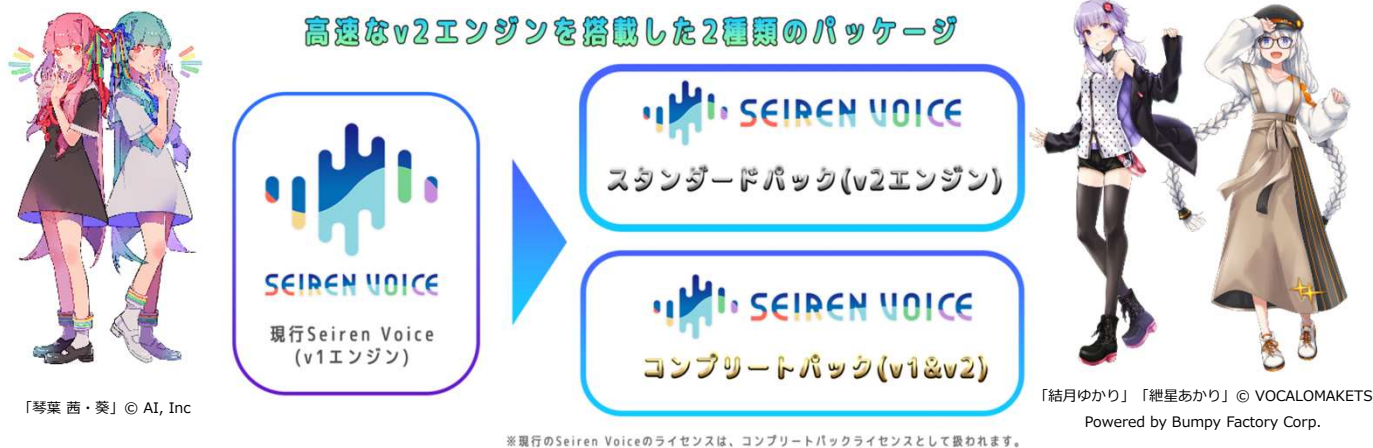 高速なv2エンジンを搭載した2種類のパッケージ
SEIREN VOICE
現行Seiren Voice
(v1エンジン)
SEIREN VOICE
スタンダードパック(v2エンジン)
SEIREN VOICE
コンプリートパック(v1&v2)
「琴葉 茜・葵」© AI, Inc
「結月ゆかり」「紲星あかり」© VOCALOMAKETS
Powered by Bumpy Factory Corp.
※現行のSeiren Voiceのライセンスは、コンプリートパックライセンスとして扱われます。